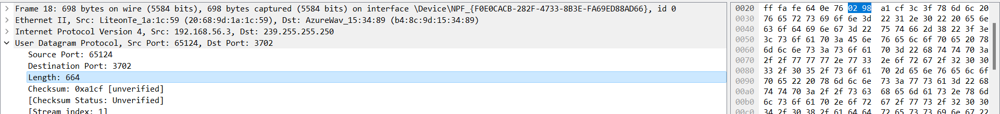 Frame 18: 698 bytes on wire (5584 bits), 698 bytes captured (5584 bits) on interface \Device\NPF_{F0E0CACB-282F-4733-8B3E-FA69ED88AD66}, id 0
Ethernet II, Src: LiteonTe_1a:1c:59 (20:68:9d:1a:1c:59), Dst: AzureWav_15:34:89 (b4:8c:9d:15:34:89)
Internet Protocol Version 4, Src: 192.168.56.3, Dst: 239.255.255.250
User Datagram Protocol, Src Port: 65124, Dst Port: 3702
Source Port: 65124
Destination Port: 3702
Length: 664
Checksum: 0xa1cf [unverified]
[Checksum Status: Unverified]
[Stream index: 1]
0020 ff fa fe 64 0e 76 02 98 a1 cf 3c 3f 78 6d 6c 20
0030 76 65 72 73 69 6f 6e 3d 22 31 2e 30 22 20 65 6e
0040 63 6f 64 69 6e 67 3d 22 75 74 66 2d 38 22 3f 3e
0050 3c 73 6f 61 70 3a 45 6e 76 65 6c 6f 70 65 20 78
0060 6d 6c 6e 73 3a 73 6f 61 70 3d 22 68 74 74 70 3a
0070 2f 2f 77 77 77 2e 77 33 2e 6f 72 67 2f 32 30 30
0080 33 2f 30 35 2f 73 6f 61 70 2d 65 6e 76 65 6c 6f
0090 70 65 22 20 78 6d 6c 6e 73 3a 77 73 61 3d 22 68
00a0 74 74 70 3a 2f 2f 73 63 68 65 6d 61 73 2e 78 6d
00b0 6c 73 6f 61 70 2e 6f 72 67 2f 77 73 2f 32 30 30
00c0 34 2f 30 38 2f 61 64 64 72 65 73 73 69 6e 67 22